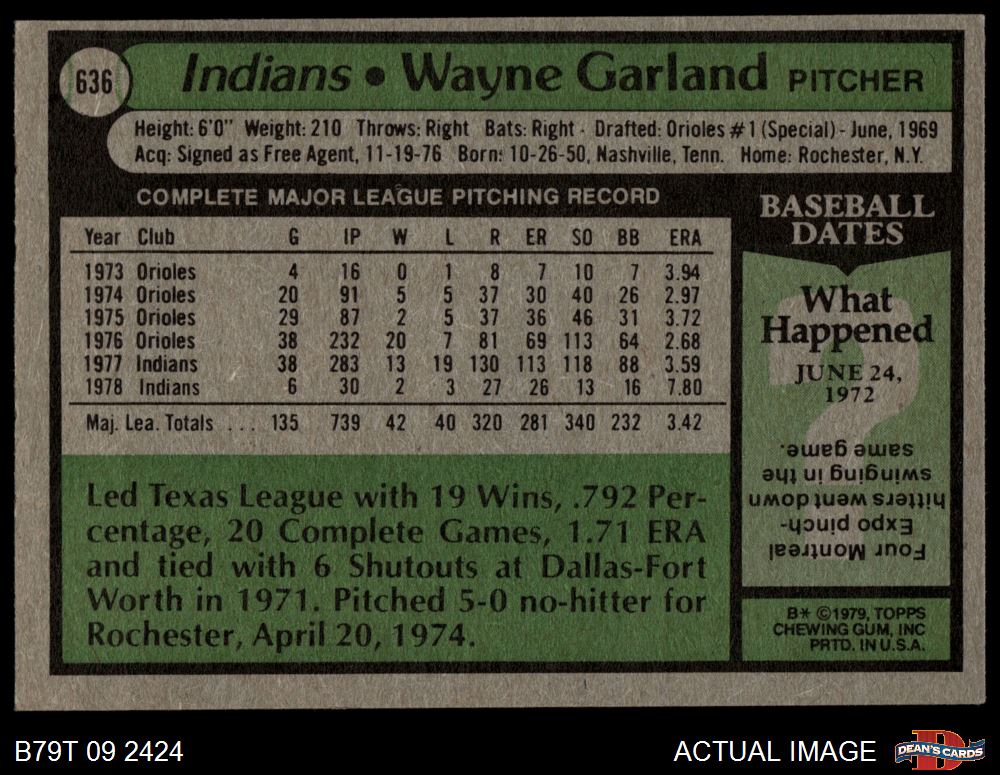 636
Indians • Wayne Garland PITCHER
Height: 6'0" Weight: 210 Throws: Right Bats: Right - Drafted: Orioles #1 (Special) - June, 1969
Acq: Signed as Free Agent, 11-19-76 Born: 10-26-50, Nashville, Tenn. Home: Rochester, N.Y.
COMPLETE MAJOR LEAGUE PITCHING RECORD
Year Club G IP W L R ER SO BB ERA
1973 Orioles 4 16 0 1 8 7 10 7 3.94
1974 Orioles 20 91 5 5 37 30 40 26 2.97
1975 Orioles 29 87 2 5 37 36 46 31 3.72
1976 Orioles 38 232 20 7 81 69 113 64 2.68
1977 Indians 38 283 13 19 130 113 118 88 3.59
1978 Indians 6 30 2 3 27 26 13 16 7.80
Maj. Lea. Totals ... 135 739 42 40 320 281 340 232 3.42
Led Texas League with 19 Wins, .792 Per-
centage, 20 Complete Games, 1.71 ERA
and tied with 6 Shutouts at Dallas-Fort
Worth in 1971. Pitched 5-0 no-hitter for
Rochester, April 20, 1974.
BASEBALL
DATES
What
Happened
JUNE 24,
1972
?
Four Montreal
Expo pinch-
hitters went down
swinging in the
same game.
B* ©1979, TOPPS
CHEWING GUM, INC
PRTD. IN U.S.A.
B79T 09 2424
ACTUAL IMAGE
D
DEAN'S CARDS